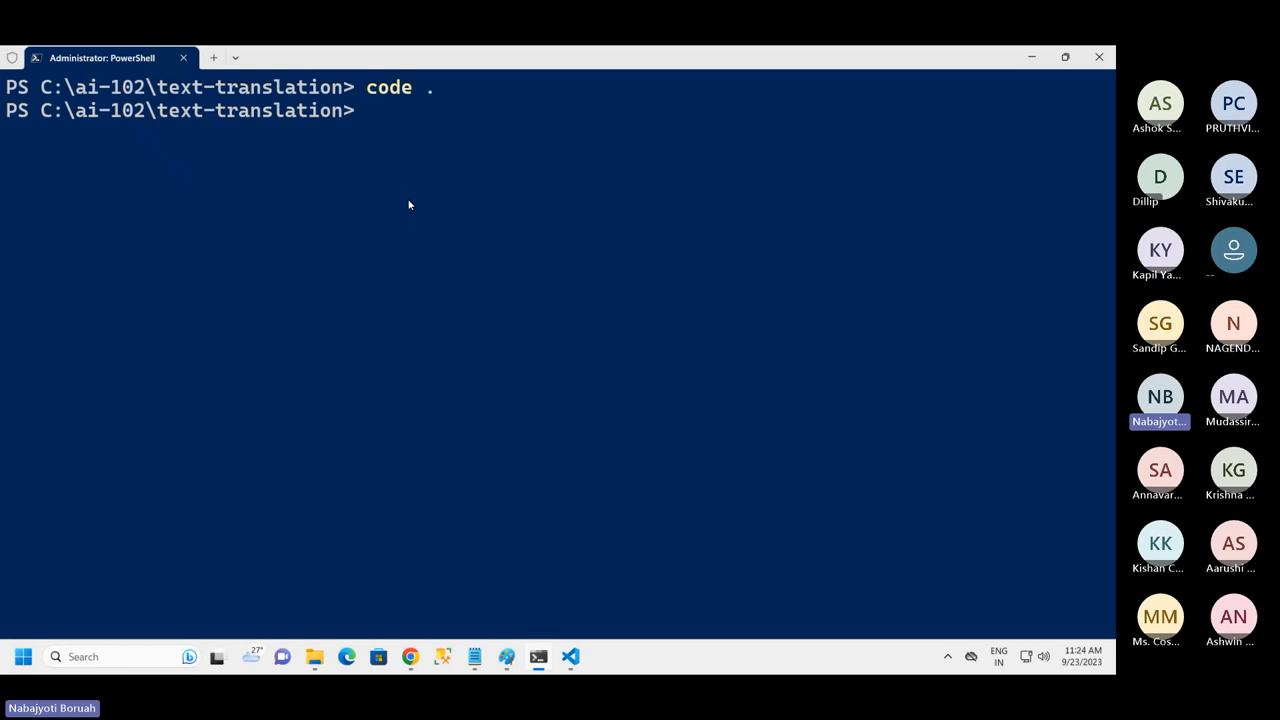 Administrator: PowerShell
PS C:\ai-102\text-translation> code .
PS C:\ai-102\text-translation>
AS
Ashok S...
PC
PRUTHVI...
D
Dillip
SE
Shivaku...
KY
Kapil Ya...
--
SG
Sandip G...
N
NAGEND...
NB
Nabajyot...
MA
Mudassir...
SA
Annavar...
KG
Krishna ...
KK
Kishan C...
AS
Aarushi ...
MM
Ms. Cos...
AN
Ashwin ...
Search
27°
ENG
IN
11:24 AM
9/23/2023
Nabajyoti Boruah